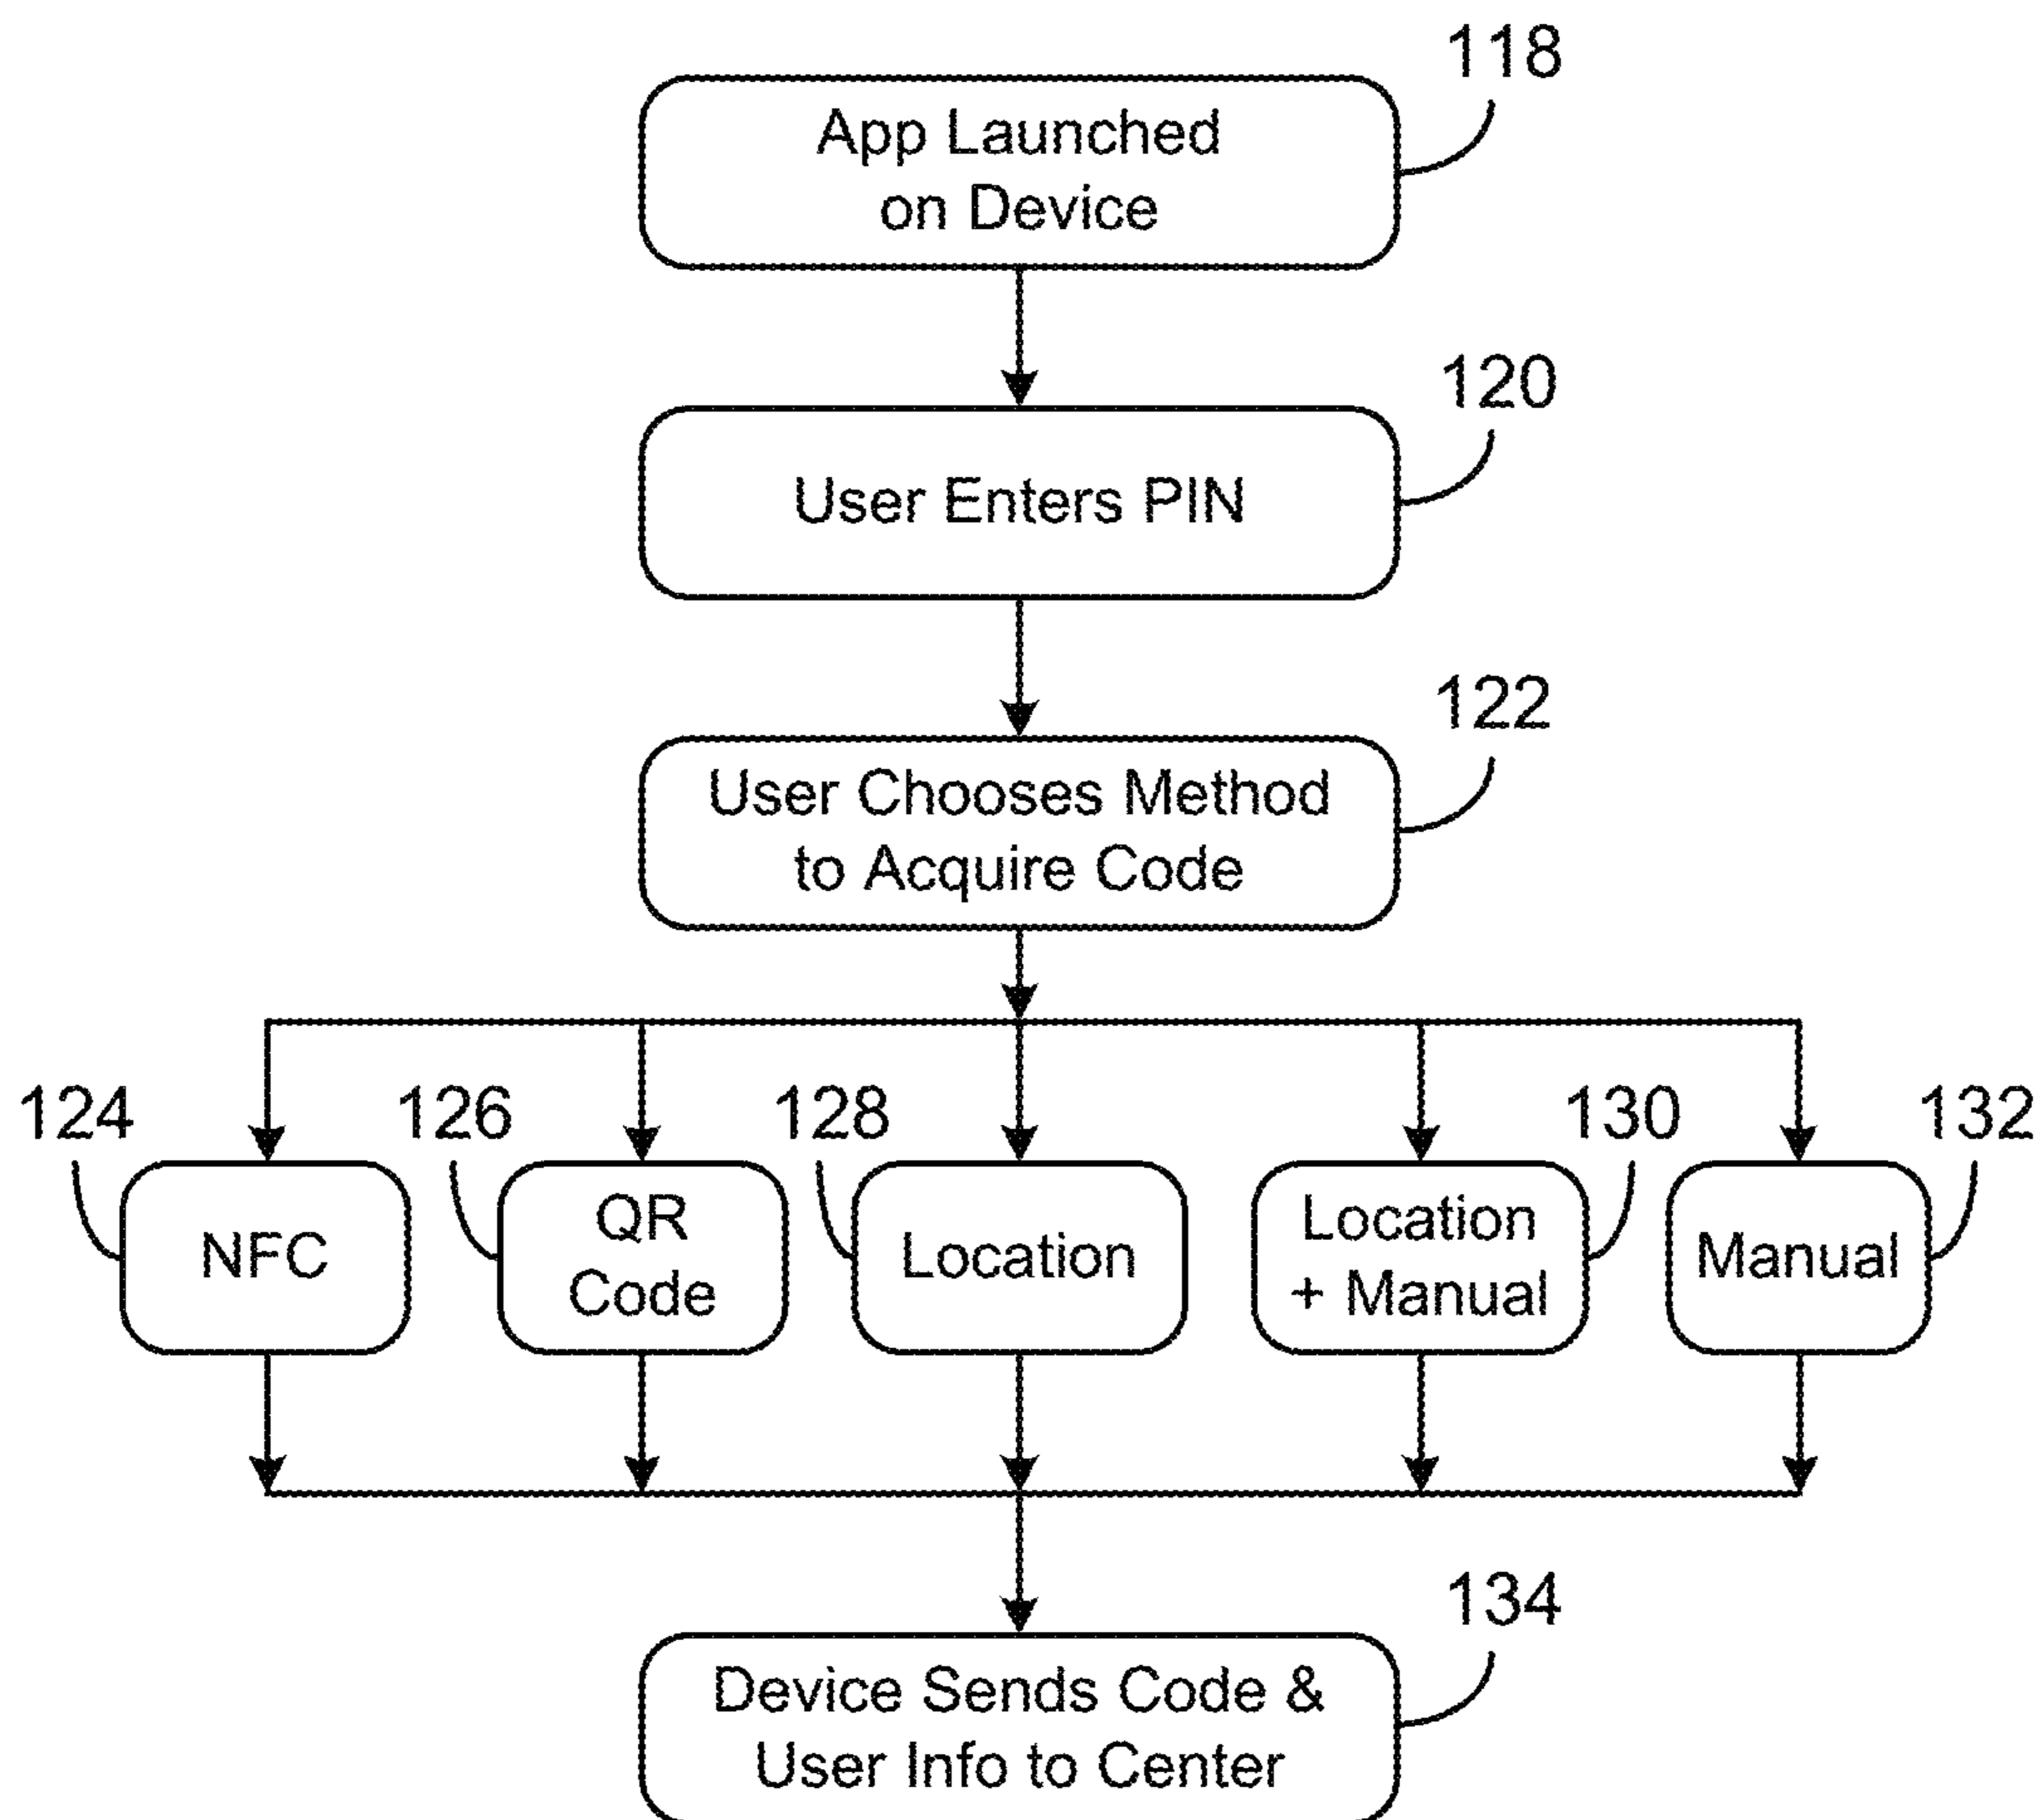 118
App Launched
on Device
120
User Enters PIN
122
User Chooses Method
to Acquire Code
124
126
128
130
132
NFC
QR
Code
Location
Location
+ Manual
Manual
134
Device Sends Code &
User Info to Center